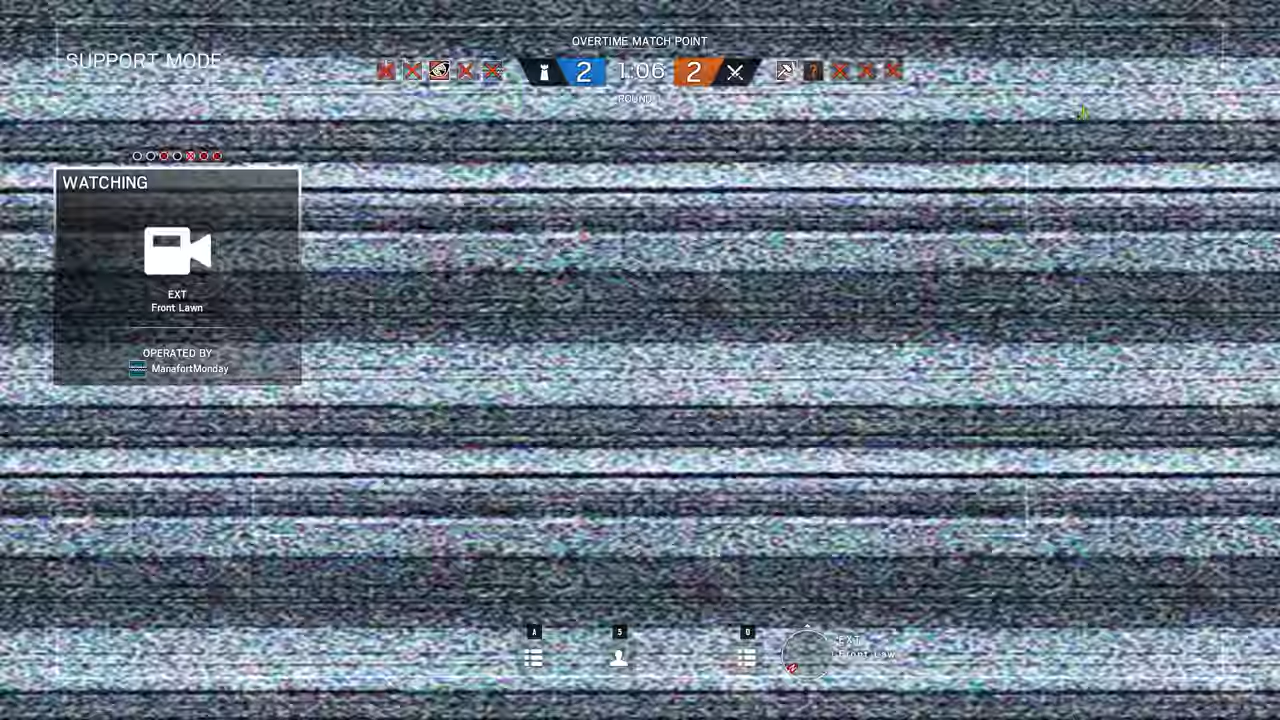 OVERTIME MATCH POINT
SUPPORT MODE
2 1:06 2
?
ROUND
WATCHING
EXT
Front Lawn
OPERATED BY
ManafortMonday
A 5
EXT
Front Law